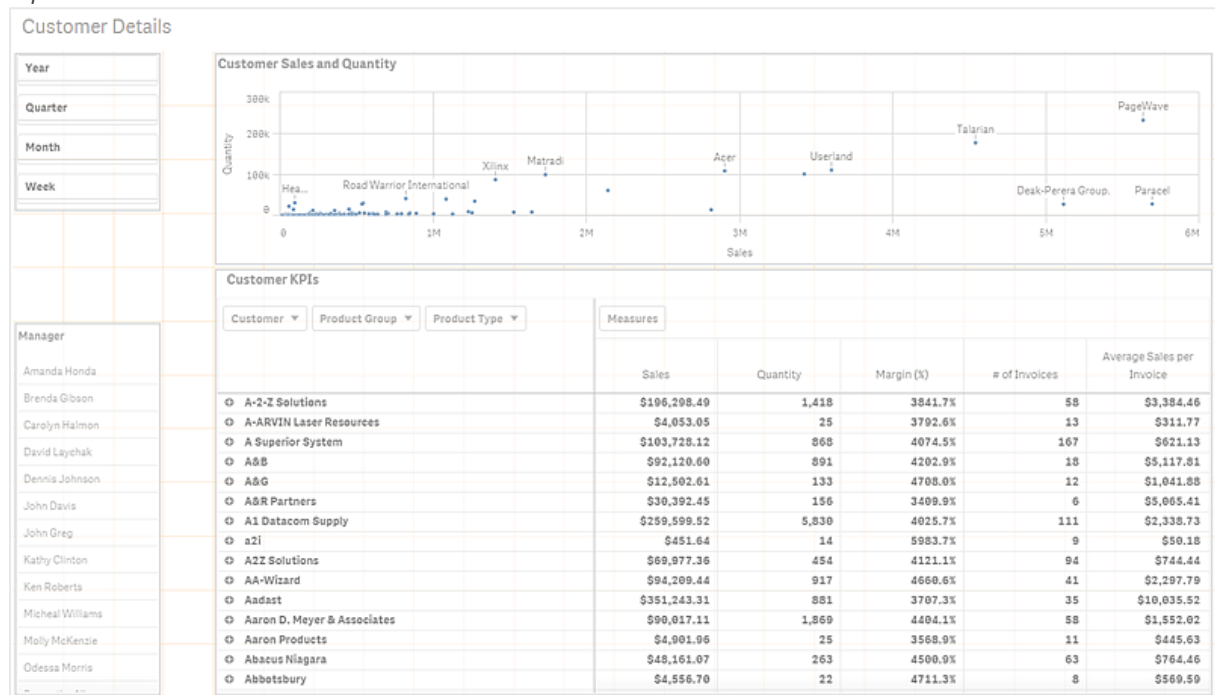 Customer Details
Year
Quarter
Month
Week
Manager
Amanda Honda
Brenda Gibson
Carolyn Halmon
David Laychak
Dennis Johnson
John Davis
John Greg
Kathy Clinton
Ken Roberts
Micheal Williams
Molly McKenzie
Odessa Morris
Customer Sales and Quantity
300k
200k
100k
0
Quantity
PageWave
Talarian
Acer
Userland
Xilinx
Matradi
Hea...
Road Warrior International
Deak-Perera Group.
Paracel
0 1M 2M 3M 4M 5M 6M
Sales
Customer KPIs
Customer Product Group Product Type Measures
Sales Quantity Margin (%) # of Invoices Average Sales per
Invoice
A-2-Z Solutions $196,298.49 1,418 3841.7% 58 $3,384.46
A-ARVIN Laser Resources $4,053.05 25 3792.6% 13 $311.77
A Superior System $103,728.12 868 4074.5% 167 $621.13
A&B $92,120.60 891 4202.9% 18 $5,117.81
A&G $12,502.61 133 4708.0% 12 $1,041.88
A&R Partners $30,392.45 156 3409.9% 6 $5,065.41
A1 Datacom Supply $259,599.52 5,830 4025.7% 111 $2,338.73
a2i $451.64 14 5983.7% 9 $50.18
A2Z Solutions $69,977.36 454 4121.1% 94 $744.44
AA-Wizard $94,209.44 917 4660.6% 41 $2,297.79
Aadast $351,243.31 881 3707.3% 35 $10,035.52
Aaron D. Meyer & Associates $90,017.11 1,869 4404.1% 58 $1,552.02
Aaron Products $4,901.96 25 3568.9% 11 $445.63
Abacus Niagara $48,161.07 263 4500.9% 63 $764.46
Abbotsbury $4,556.70 22 4711.3% 8 $569.59